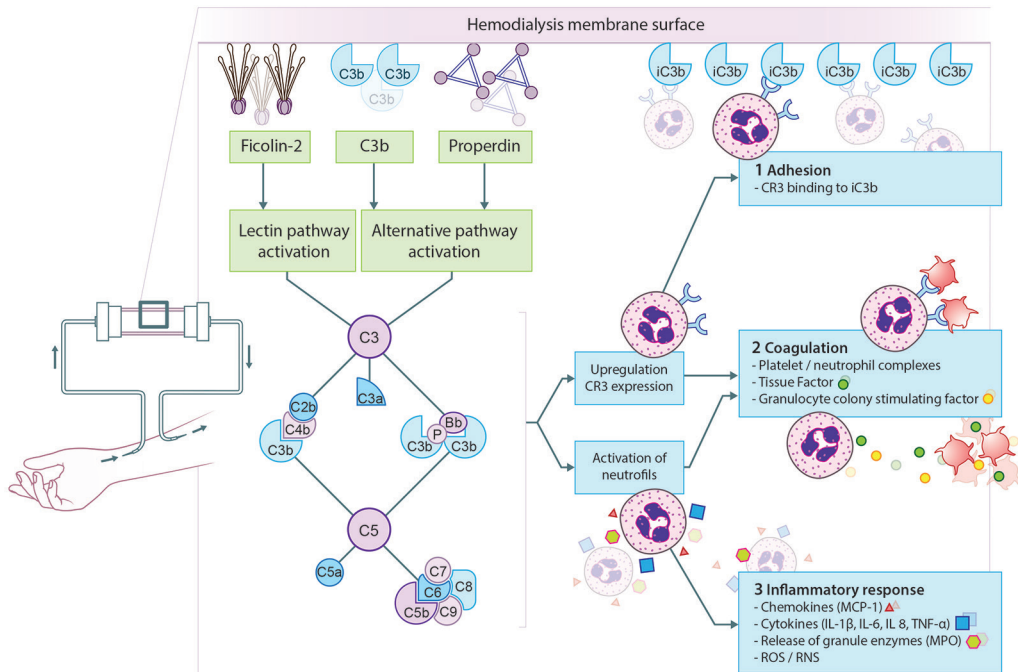 Hemodialysis membrane surface
C3b
C3b
C3b
iC3b
iC3b
iC3b
iC3b
iC3b
iC3b
Ficolin-2
C3b
Properdin
1 Adhesion
- CR3 binding to iC3b
Lectin pathway
activation
Alternative pathway
activation
C3
C3a
C2b
C4b
C3b
Bb
P
C3b
C3b
Upregulation
CR3 expression
2 Coagulation
- Platelet / neutrophil complexes
- Tissue Factor
- Granulocyte colony stimulating factor
Activation of
neutrofils
C5
C5a
C7
C6
C8
C5b
C9
3 Inflammatory response
- Chemokines (MCP-1)
- Cytokines (IL-1β, IL-6, IL 8, TNF-α)
- Release of granule enzymes (MPO)
- ROS / RNS